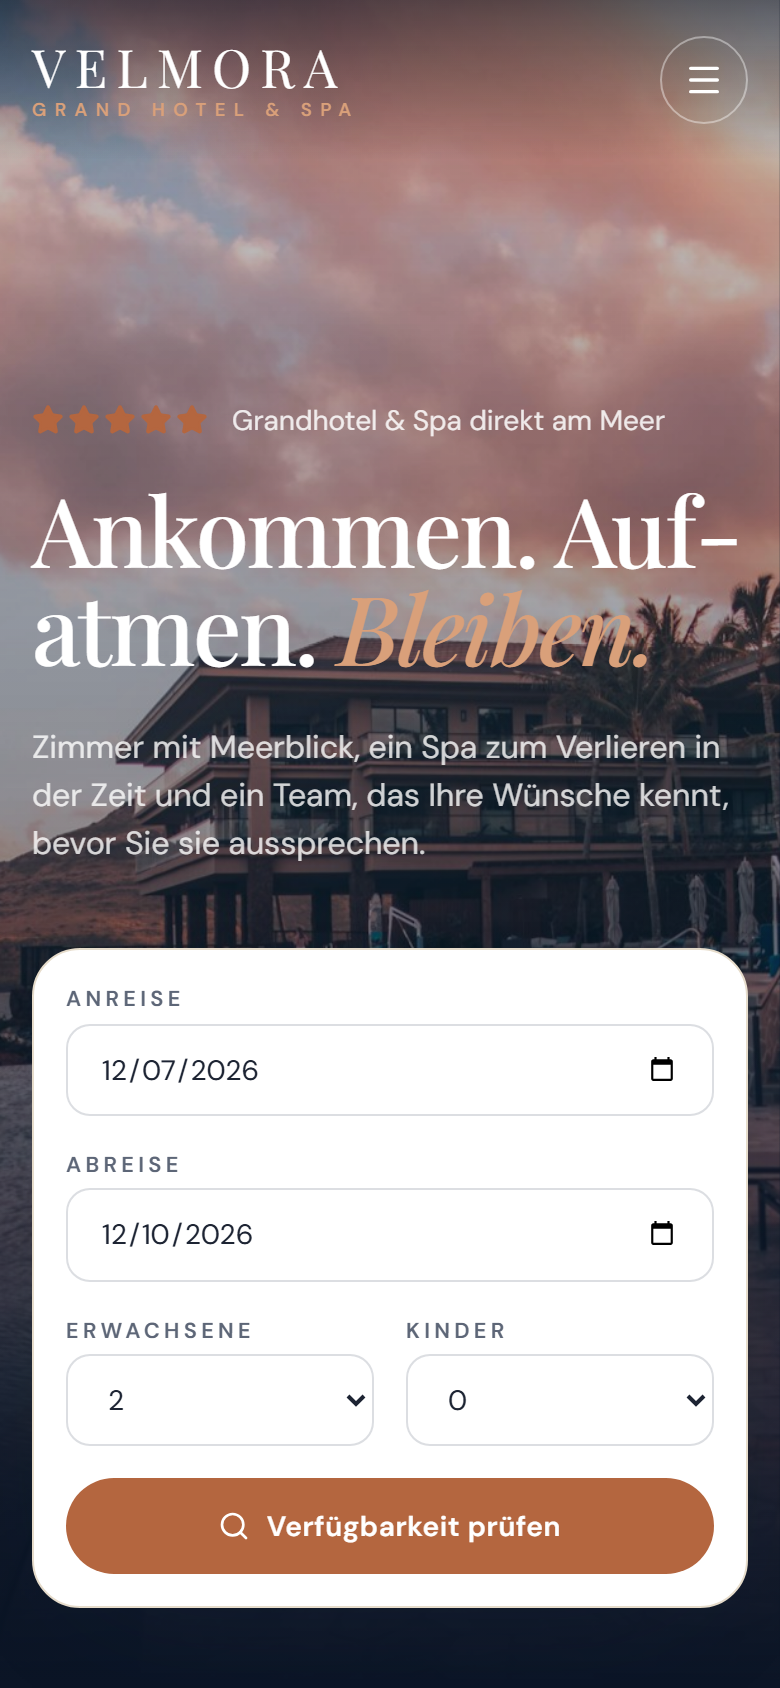 VELMORA
GRAND HOTEL & SPA
Grandhotel & Spa direkt am Meer
Ankommen. Auf-
atmen. Bleiben.
Zimmer mit Meerblick, ein Spa zum Verlieren in
der Zeit und ein Team, das Ihre Wünsche kennt,
bevor Sie sie aussprechen.
ANREISE
12/07/2026
ABREISE
12/10/2026
ERWACHSENE KINDER
2 0
Verfügbarkeit prüfen